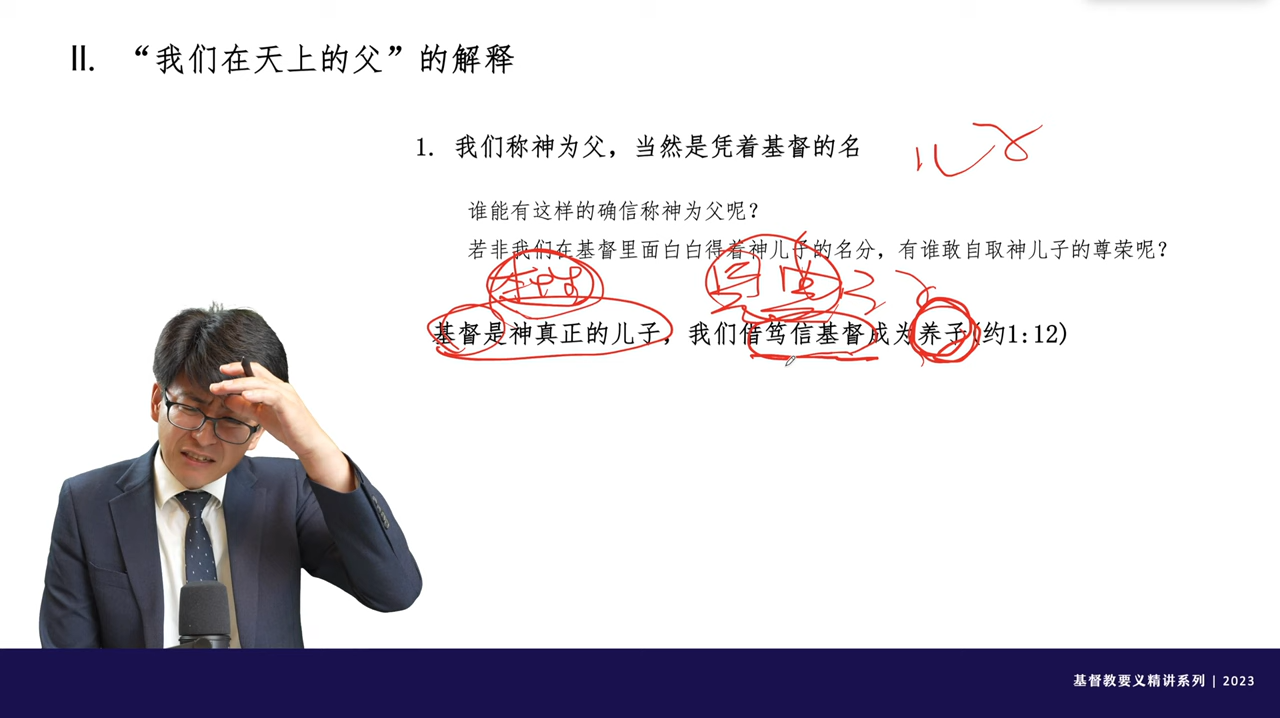 II. “我们在天上的父”的解释
1. 我们称神为父，当然是凭着基督的名
谁能有这样的确信称神为父呢？
若非我们在基督里面白白得着神儿子的名分，有谁敢自取神儿子的尊荣呢？
基督是神真正的儿子，我们借笃信基督成为养子(约1:12)
基督教要义精讲系列 | 2023